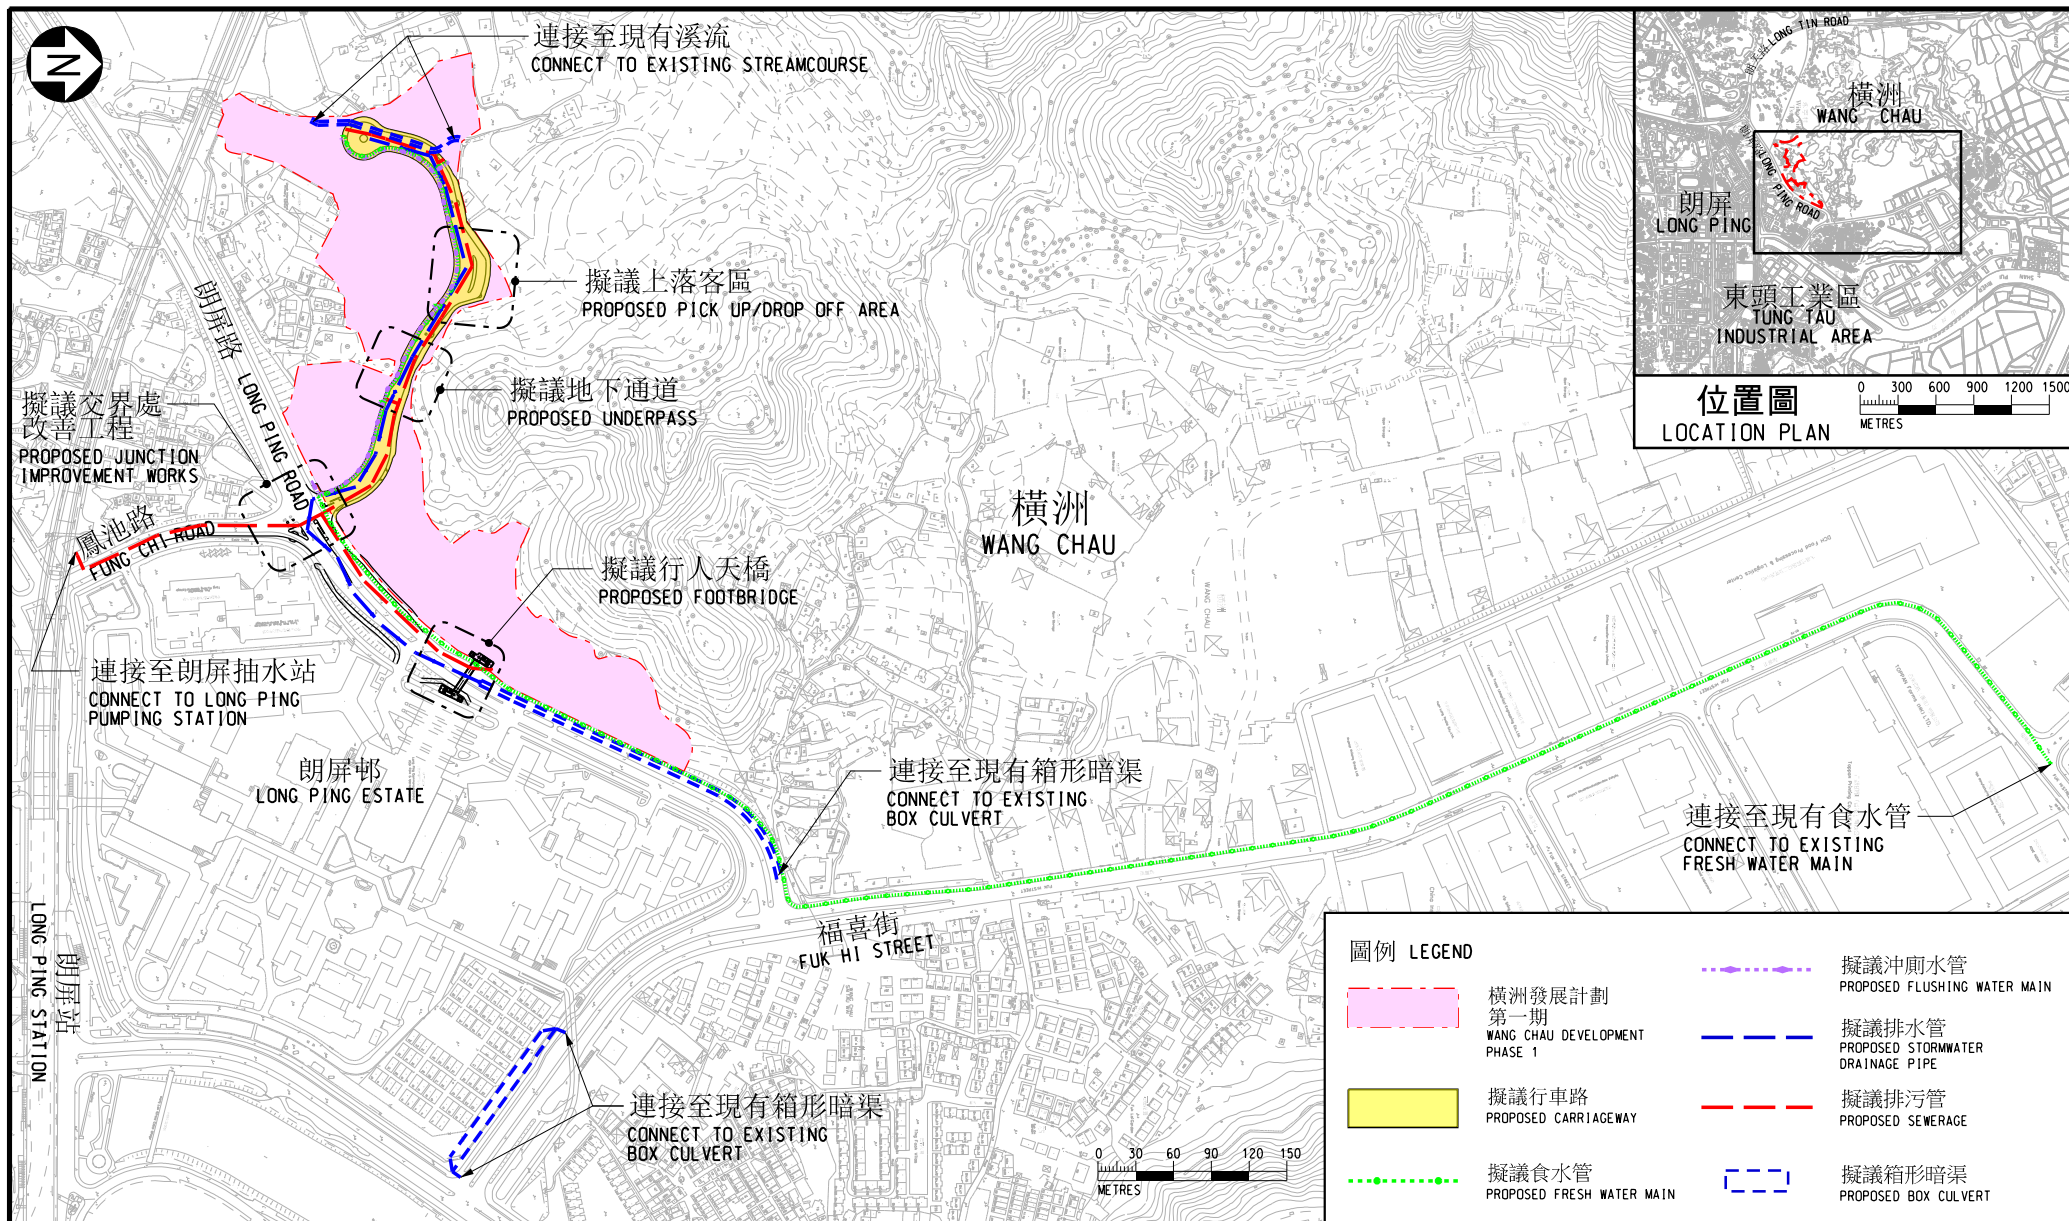 N
連接至現有溪流
CONNECT TO EXISTING STREAMCOURSE
擬議上落客區
PROPOSED PICK UP/DROP OFF AREA
擬議地下通道
PROPOSED UNDERPASS
朗屏路
LONG PING ROAD
擬議交界處
改善工程
PROPOSED JUNCTION
IMPROVEMENT WORKS
鳳池路
FUNG CHI ROAD
擬議行人天橋
PROPOSED FOOTBRIDGE
橫洲
WANG CHAU
WANG CHAU
連接至朗屏抽水站
CONNECT TO LONG PING
PUMPING STATION
朗屏邨
LONG PING ESTATE
連接至現有箱形暗渠
CONNECT TO EXISTING
BOX CULVERT
連接至現有食水管
CONNECT TO EXISTING
FRESH WATER MAIN
福喜街
FUK HI STREET
朗屏站
LONG PING STATION
連接至現有箱形暗渠
CONNECT TO EXISTING
BOX CULVERT
0 30 60 90 120 150
METRES
LONG TIN ROAD
橫洲
WANG CHAU
LONG PING ROAD
朗屏
LONG PING
東頭工業區
TUNG TAU
INDUSTRIAL AREA
位置圖
LOCATION PLAN
0 300 600 900 1200 1500
METRES
圖例 LEGEND
橫洲發展計劃
第一期
WANG CHAU DEVELOPMENT
PHASE 1
擬議行車路
PROPOSED CARRIAGEWAY
擬議食水管
PROPOSED FRESH WATER MAIN
擬議沖廁水管
PROPOSED FLUSHING WATER MAIN
擬議排水管
PROPOSED STORMWATER
DRAINAGE PIPE
擬議排污管
PROPOSED SEWERAGE
擬議箱形暗渠
PROPOSED BOX CULVERT